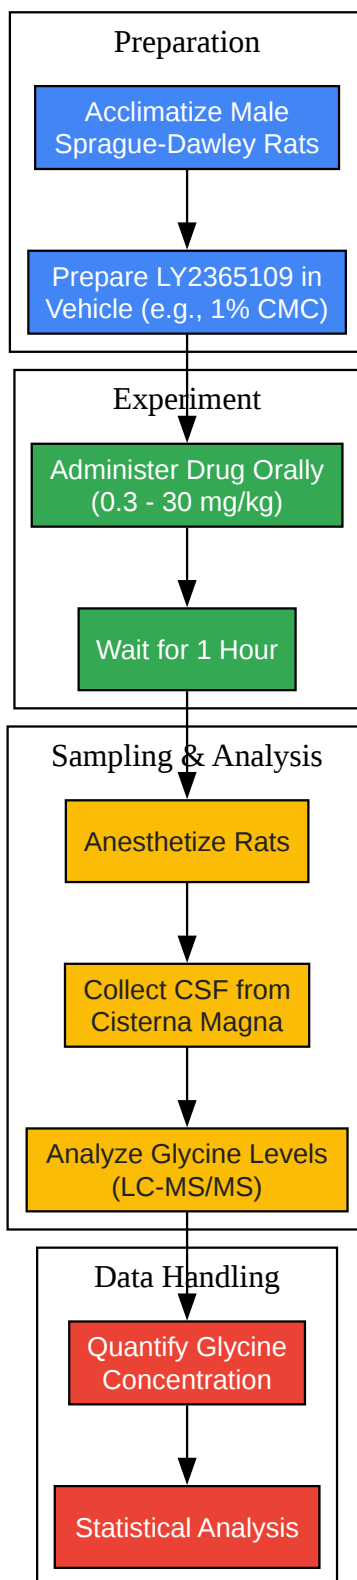 Preparation
Acclimatize Male
Sprague-Dawley Rats
Prepare LY2365109 in
Vehicle (e.g., 1% CMC)
Experiment
Administer Drug Orally
(0.3 - 30 mg/kg)
Wait for 1 Hour
Sampling & Analysis
Anesthetize Rats
Collect CSF from
Cisterna Magna
Analyze Glycine Levels
(LC-MS/MS)
Data Handling
Quantify Glycine
Concentration
Statistical Analysis